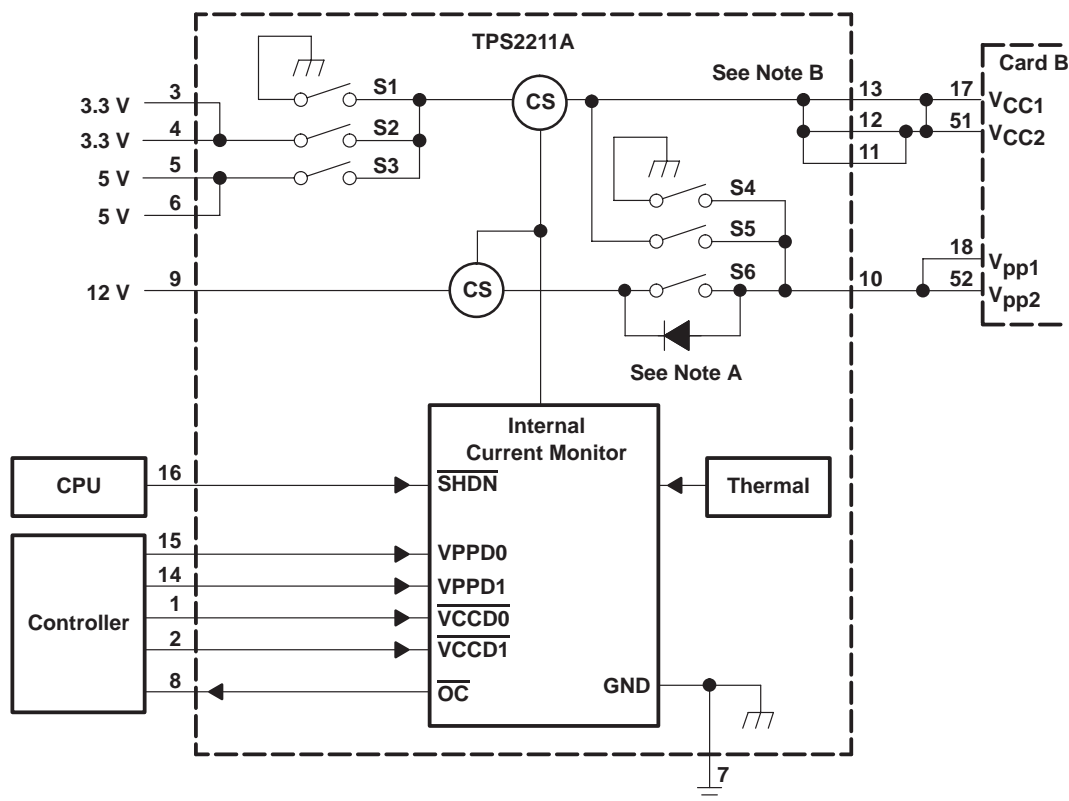 TPS2211A
Card B
See Note B
3.3 V
3
S1
CS
13
17
VCC1
3.3 V
4
S2
12
51
VCC2
5 V
5
S3
11
5 V
6
S4
S5
12 V
9
CS
S6
10
18
Vpp1
52
Vpp2
See Note A
Internal
Current Monitor
CPU
16
SHDN
Thermal
Controller
15
VPPD0
14
VPPD1
1
VCCD0
2
VCCD1
8
OC
GND
7